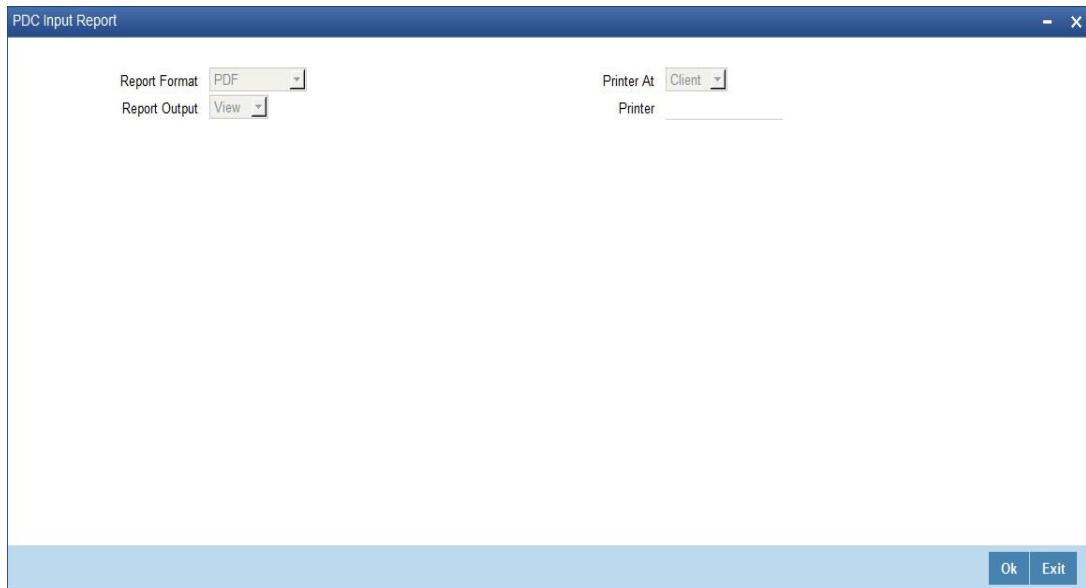 PDC Input Report
Report Format PDF
Printer At Client
Report Output View
Printer
Ok Exit